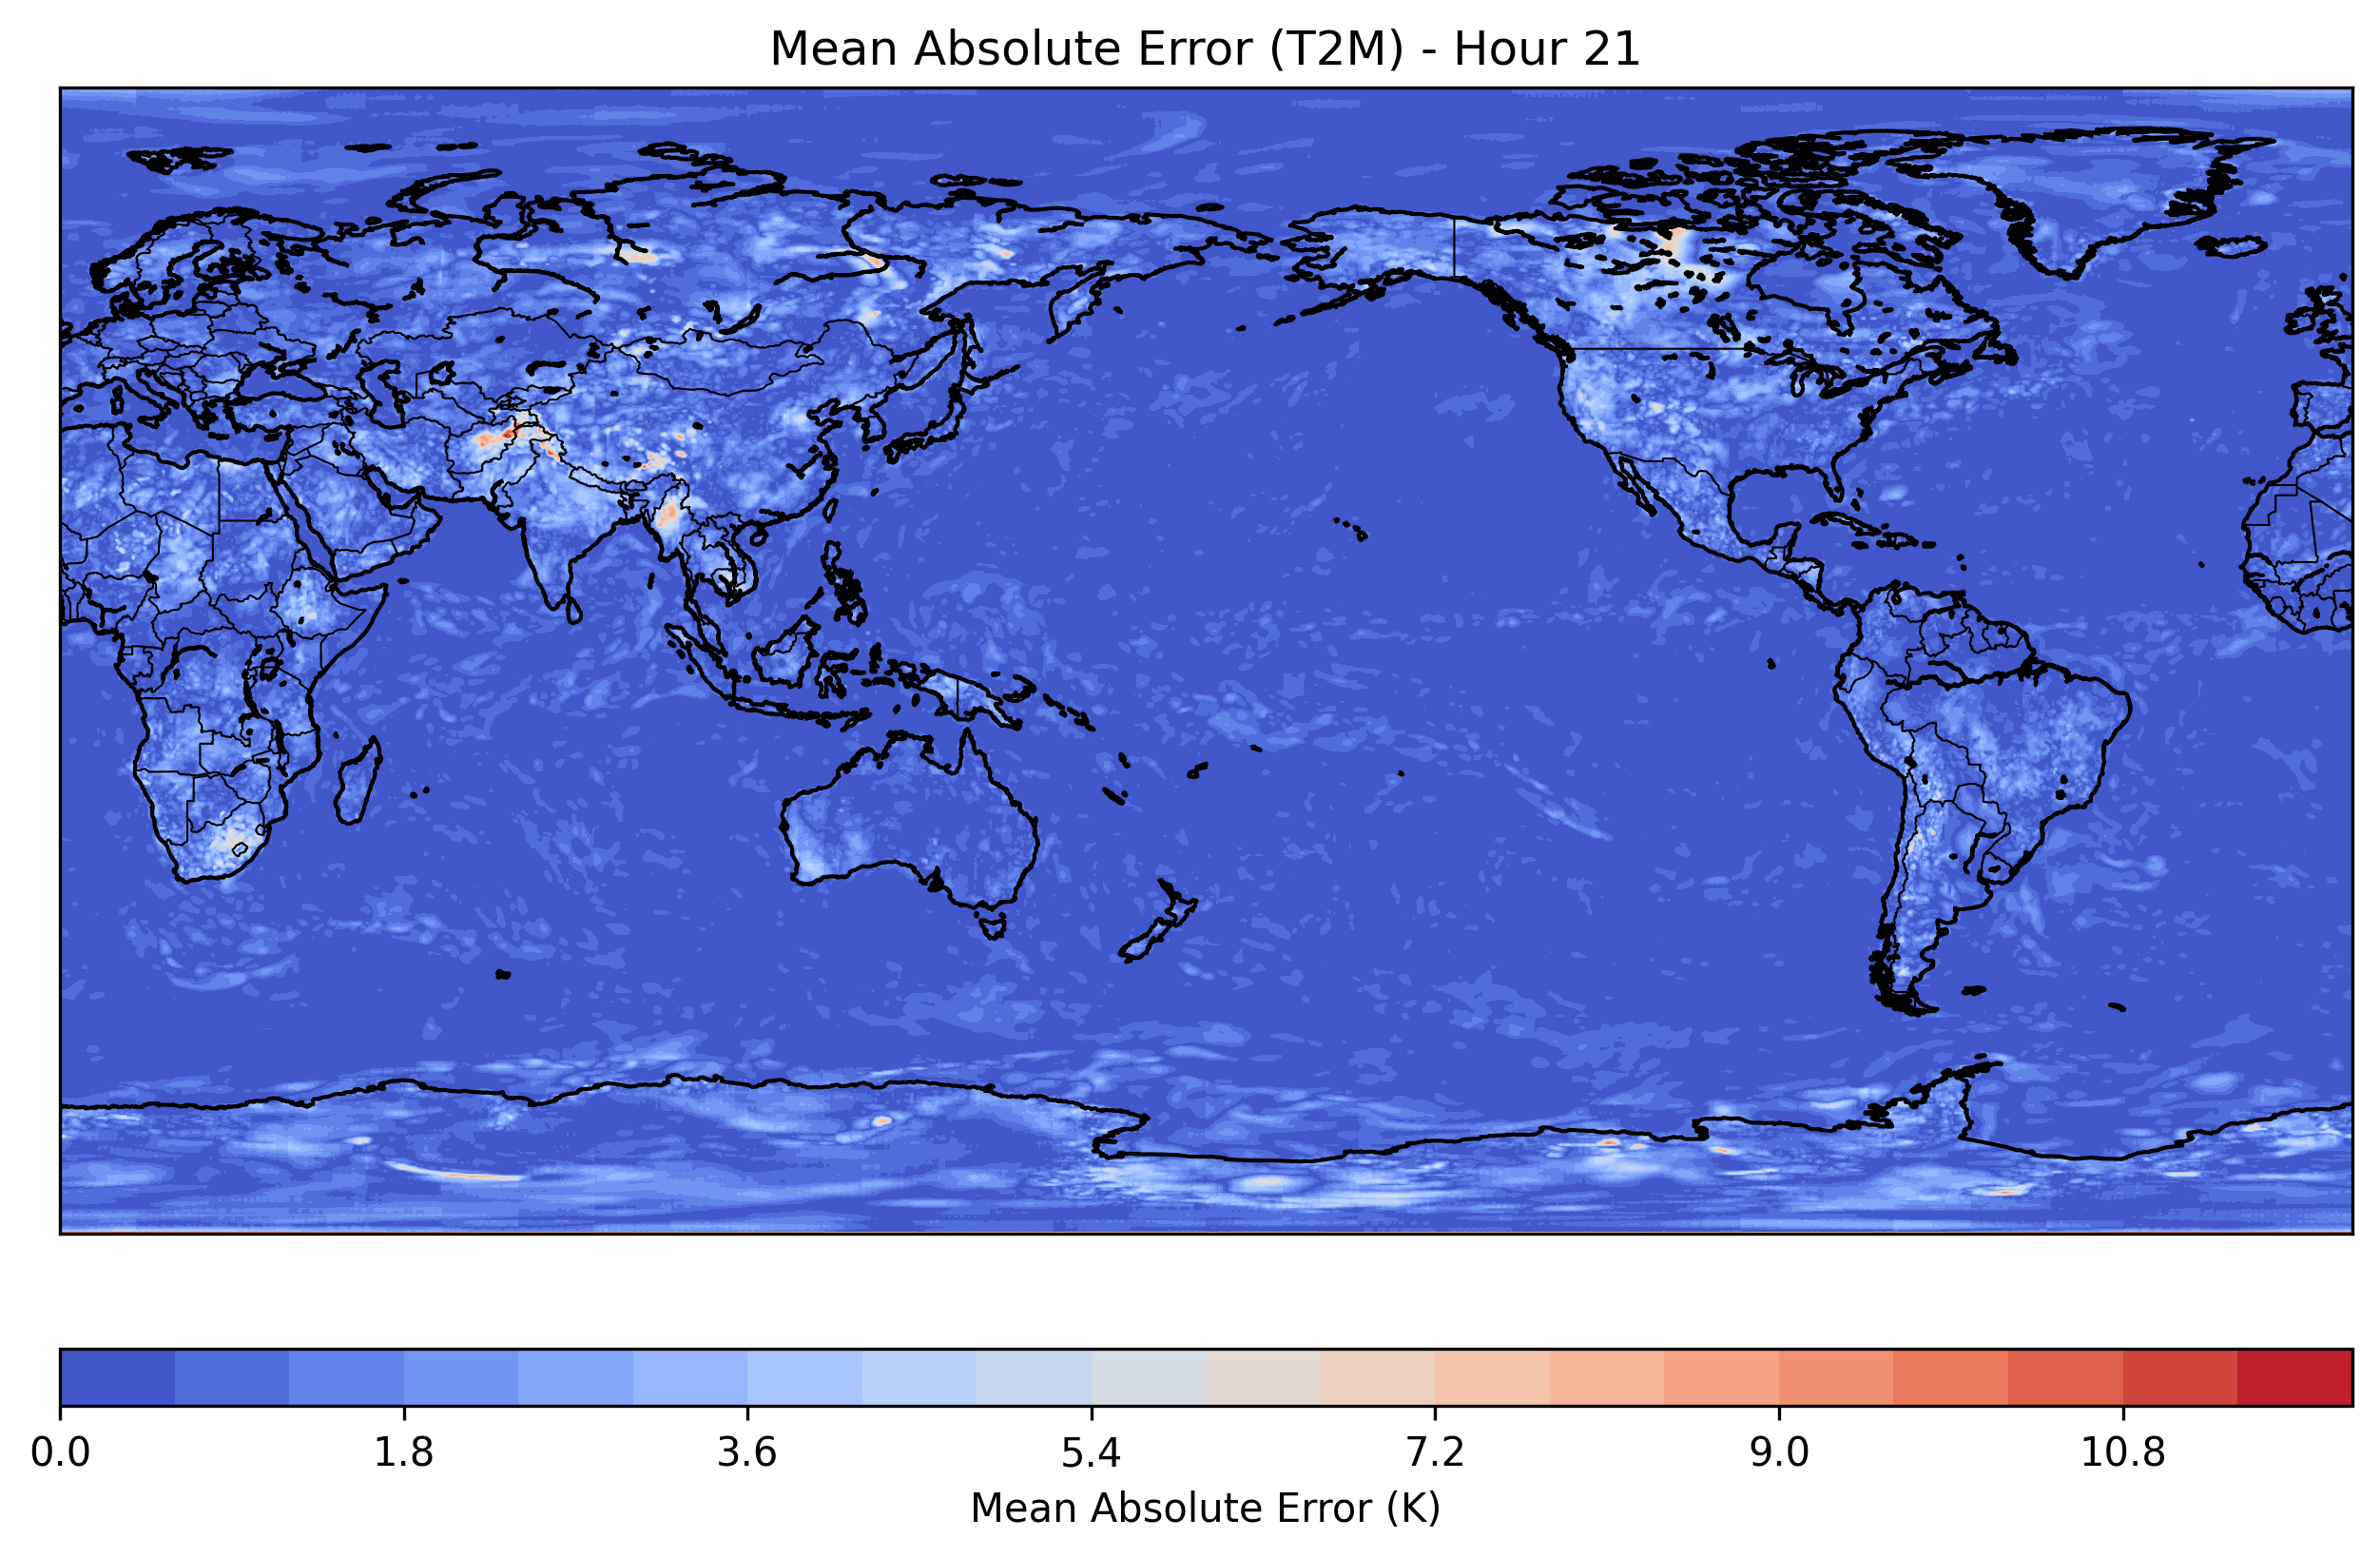 Mean Absolute Error (T2M) - Hour 21
0.0 1.8 3.6 5.4 7.2 9.0 10.8
Mean Absolute Error (K)